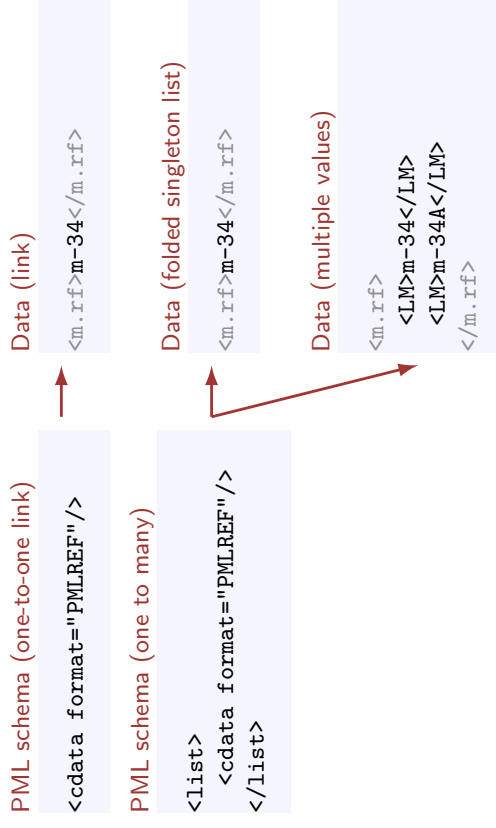 PML schema (one-to-one link)
<cdata format="PMLREF"/>
Data (link)
<m.rf>m-34</m.rf>
PML schema (one to many)
<list>
<cdata format="PMLREF"/>
</list>
Data (folded singleton list)
<m.rf>m-34</m.rf>
Data (multiple values)
<m.rf>
<LM>m-34</LM>
<LM>m-34A</LM>
</m.rf>